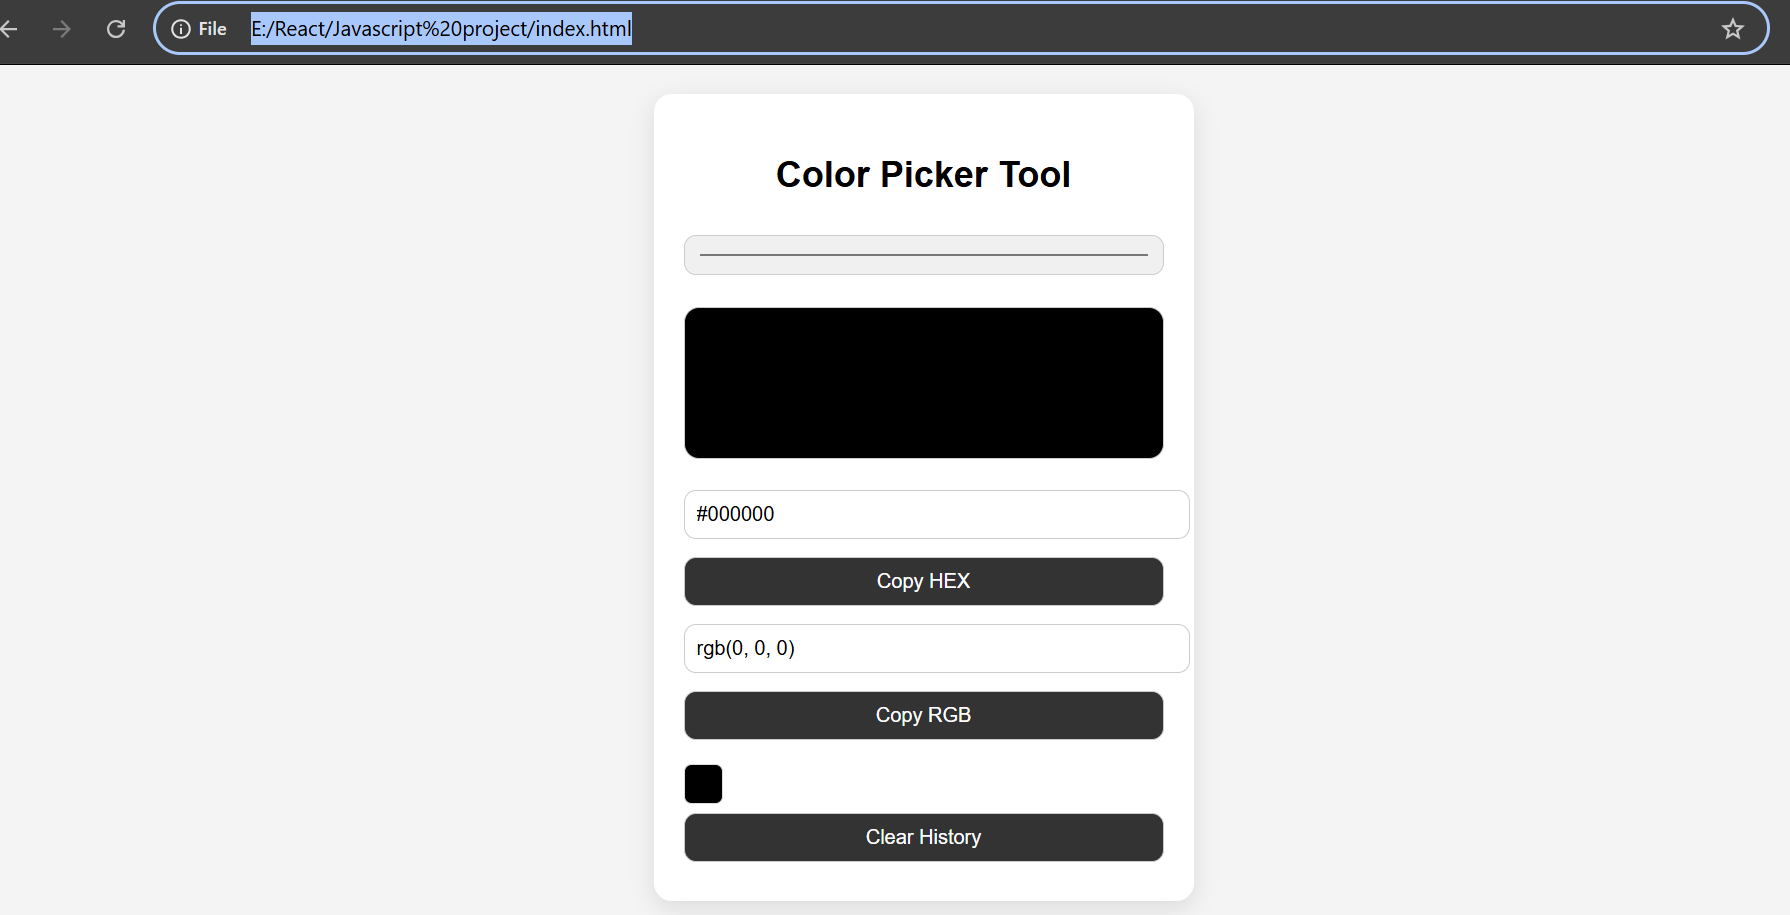 File E:/React/Javascript%20project/index.html
Color Picker Tool
#000000
Copy HEX
rgb(0, 0, 0)
Copy RGB
Clear History